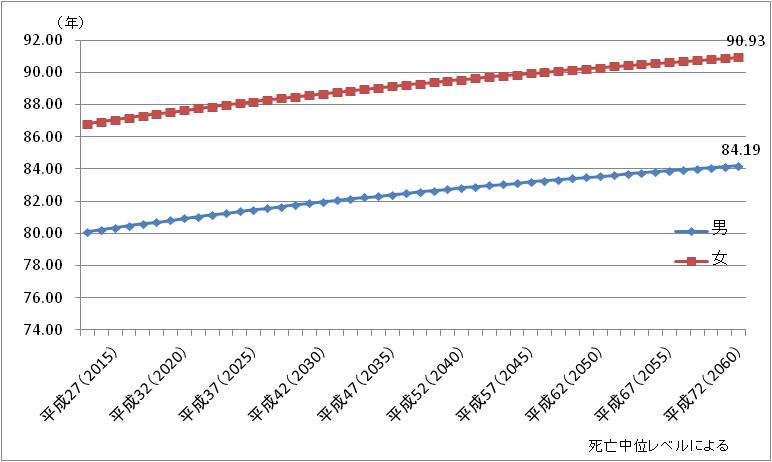 （年）
92.00
90.00
88.00
86.00
84.00
82.00
80.00
78.00
76.00
74.00
90.93
84.19
男
女
平成27(2015)
平成32(2020)
平成37(2025)
平成42(2030)
平成47(2035)
平成52(2040)
平成57(2045)
平成62(2050)
平成67(2055)
平成72(2060)
死亡中位レベルによる